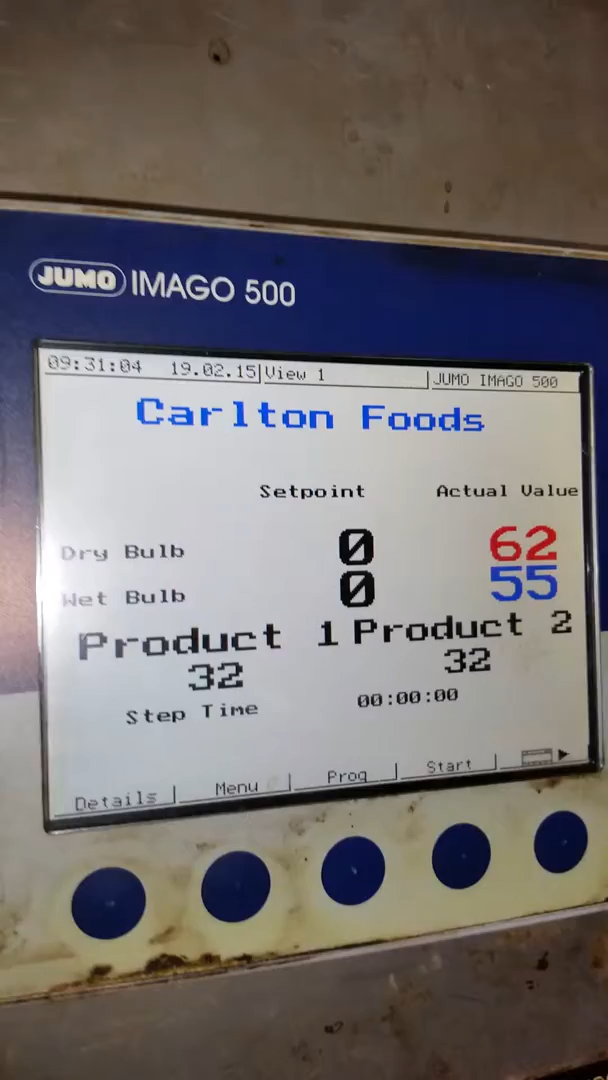 JUMO IMAGO 500
09:31:04 19.02.15 View 1 JUMO IMAGO 500
Carlton Foods
Setpoint Actual Value
Dry Bulb 0 62
Wet Bulb 0 55
Product 1 Product 2
32 32
Step Time 00:00:00
Details Menu Prog Start